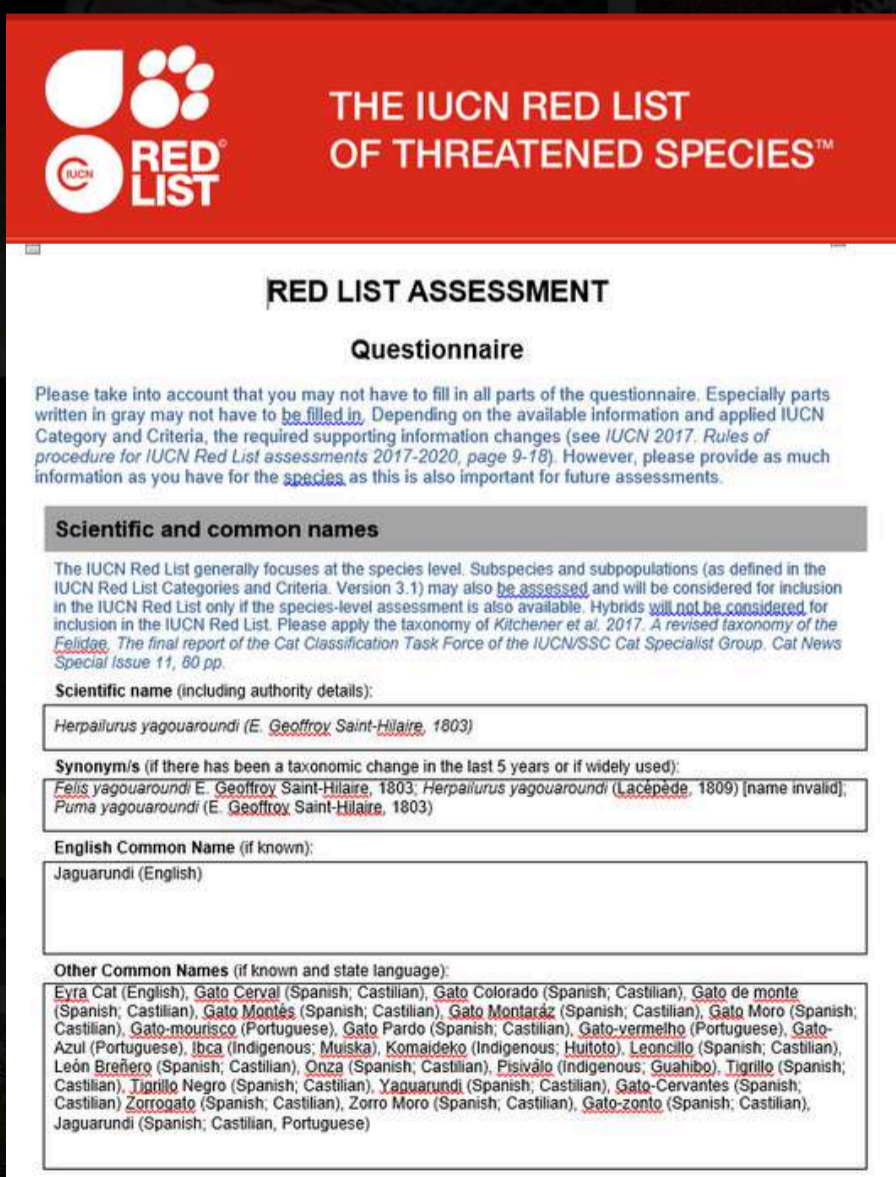 IUCN
RED
LIST
©
THE IUCN RED LIST
OF THREATENED SPECIES™
RED LIST ASSESSMENT
Questionnaire
Please take into account that you may not have to fill in all parts of the questionnaire. Especially parts
written in gray may not have to be filled in. Depending on the available information and applied IUCN
Category and Criteria, the required supporting information changes (see IUCN 2017. Rules of
procedure for IUCN Red List assessments 2017-2020, page 9-18). However, please provide as much
information as you have for the species as this is also important for future assessments.
Scientific and common names
The IUCN Red List generally focuses at the species level. Subspecies and subpopulations (as defined in the
IUCN Red List Categories and Criteria. Version 3.1) may also be assessed and will be considered for inclusion
in the IUCN Red List only if the species-level assessment is also available. Hybrids will not be considered for
inclusion in the IUCN Red List. Please apply the taxonomy of Kitchener et al. 2017. A revised taxonomy of the
Felidae. The final report of the Cat Classification Task Force of the IUCN/SSC Cat Specialist Group. Cat News
Special Issue 11, 80 pp.
Scientific name (including authority details):
Herpailurus yagouaroundi (E. Geoffroy Saint-Hilaire, 1803)
Synonym/s (if there has been a taxonomic change in the last 5 years or if widely used):
Felis yagouaroundi E. Geoffroy Saint-Hilaire, 1803; Herpailurus yagouaroundi (Lacépède, 1809) [name invalid];
Puma yagouaroundi (E. Geoffroy Saint-Hilaire, 1803)
English Common Name (if known):
Jaguarundi (English)
Other Common Names (if known and state language):
Eyra Cat (English), Gato Cerval (Spanish; Castilian), Gato Colorado (Spanish; Castilian), Gato de monte
(Spanish; Castilian), Gato Montés (Spanish; Castilian), Gato Montaráz (Spanish; Castilian), Gato Moro (Spanish;
Castilian), Gato-mourisco (Portuguese), Gato Pardo (Spanish; Castilian), Gato-vermelho (Portuguese), Gato-
Azul (Portuguese), Ibca (Indigenous; Muiska), Komaideko (Indigenous; Huitoto), Leoncillo (Spanish; Castilian),
León Breñero (Spanish; Castilian), Onza (Spanish; Castilian), Pisiválo (Indigenous; Guahibo), Tigrillo (Spanish;
Castilian), Tigrillo Negro (Spanish; Castilian), Yaguarundi (Spanish; Castilian), Gato-Cervantes (Spanish;
Castilian) Zorrogato (Spanish; Castilian), Zorro Moro (Spanish; Castilian), Gato-zonto (Spanish; Castilian),
Jaguarundi (Spanish; Castilian, Portuguese)